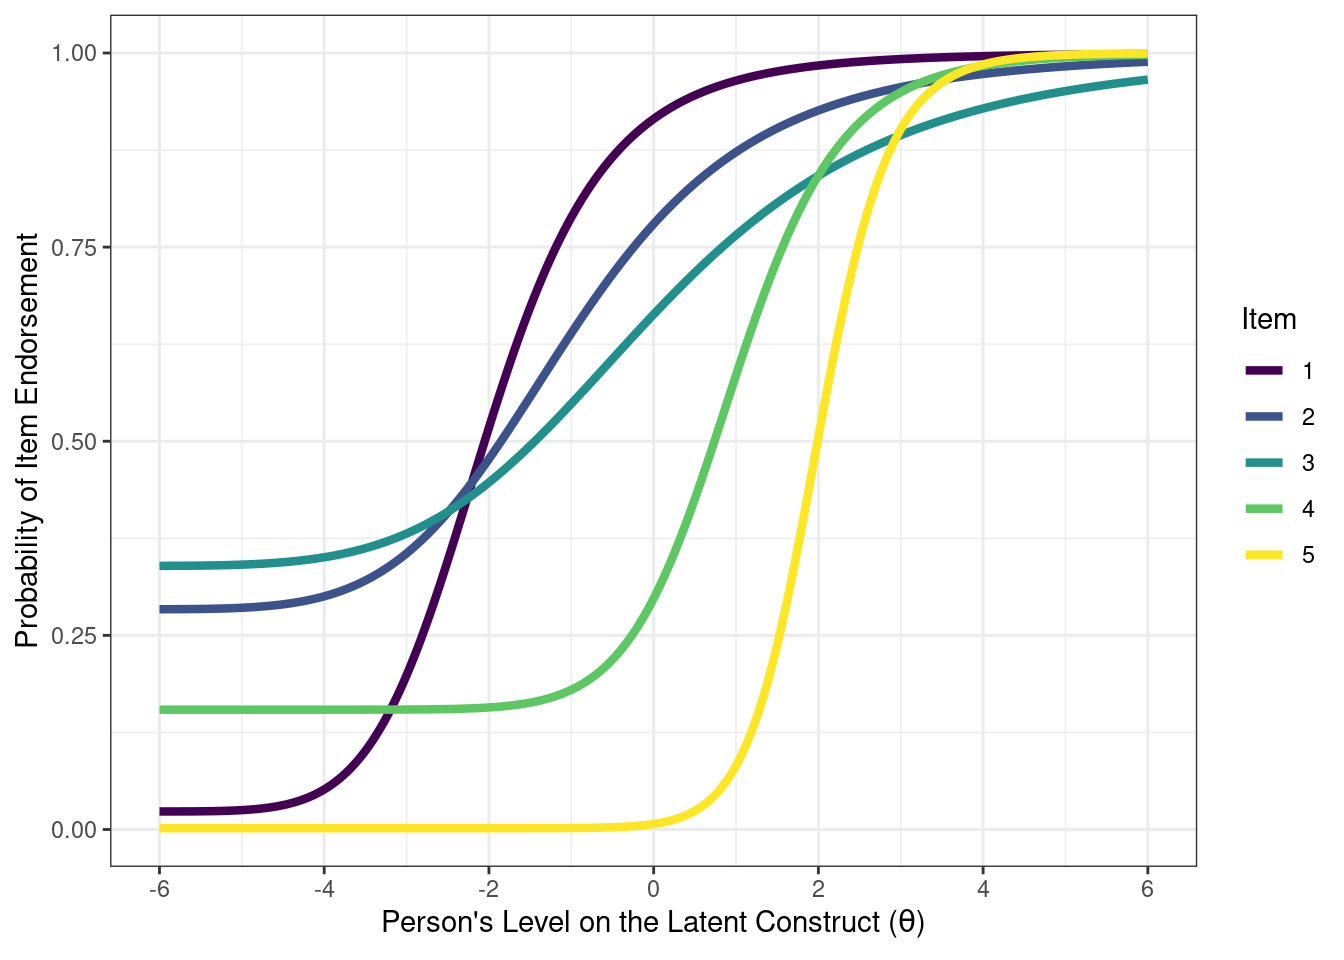 1.00
0.75
0.50
0.25
0.00
Probability of Item Endorsement
-6 -4 -2 0 2 4 6
Person's Level on the Latent Construct (θ)
Item
1
2
3
4
5